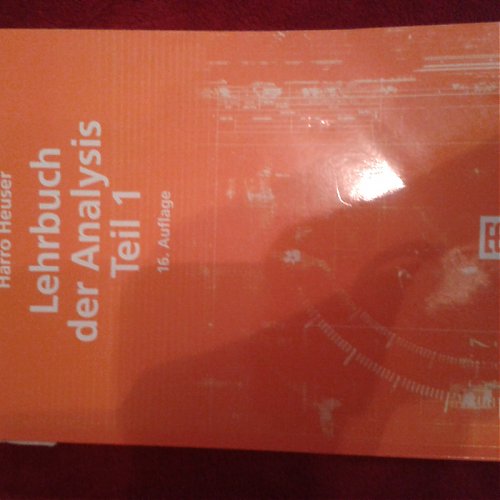 Harro Heuser
Lehrbuch
der Analysis
Teil 1
16. Auflage